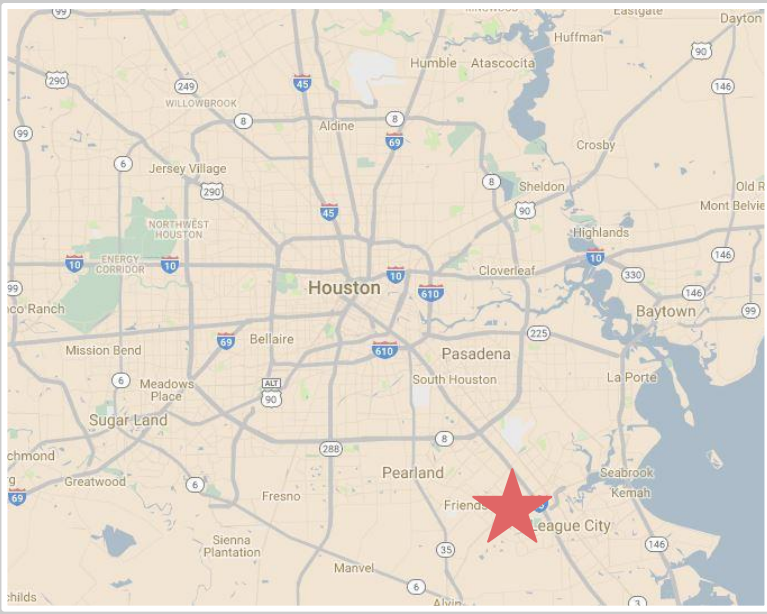 99
KINGWOOD
Eastgate
Dayton
Huffman
290
249
45
Humble
Atascocita
90
146
WILLOWBROOK
8
Aldine
8
69
99
6
Crosby
Jersey Village
290
8
Sheldon
Old R
45
90
Mont Belvie
NORTHWEST
HOUSTON
Highlands
10
ENERGY
CORRIDOR
10
10
Cloverleaf
10
330
146
99
Houston
610
146
co Ranch
Baytown
99
69
Bellaire
610
225
Mission Bend
Pasadena
6
Meadows
Place
ALT
90
South Houston
La Porte
Sugar Land
288
8
chmond
Pearland
Seabrook
69
Greatwood
6
Fresno
Friends
Kemah
League City
Sienna
Plantation
35
146
Manvel
6
childs
Alvin
3